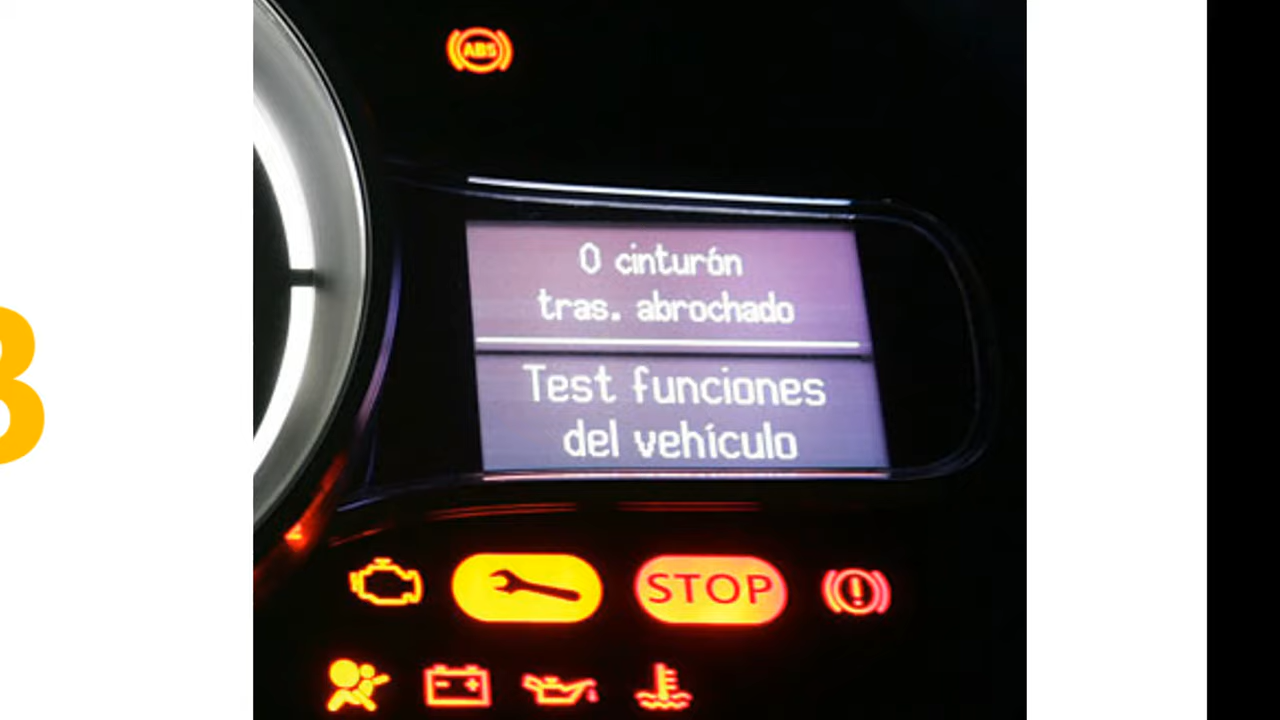 ABS
0 cinturón
tras. abrochado
Test funciones
del vehículo
STOP